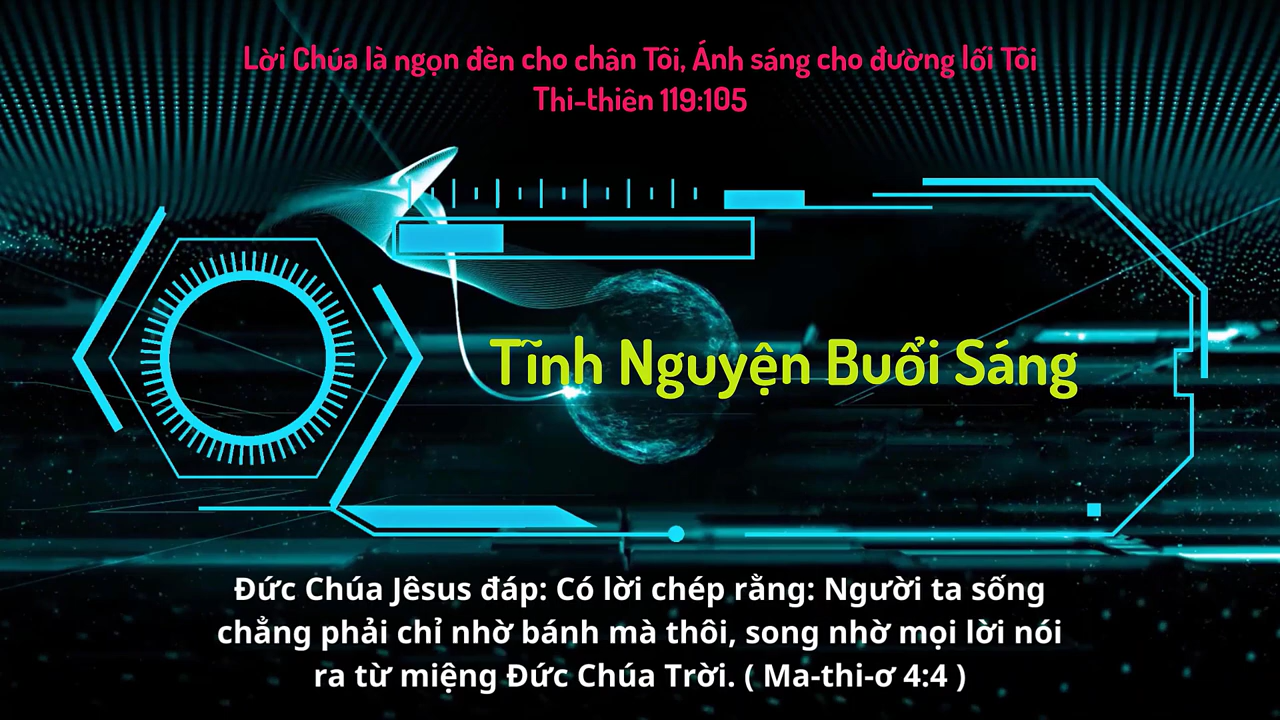 Lời Chúa là ngọn đèn cho chân Tôi, Ánh sáng cho đường lối Tôi
Thi-thiên 119:105
Tĩnh Nguyện Buổi Sáng
Đức Chúa Jêsus đáp: Có lời chép rằng: Người ta sống
chẳng phải chỉ nhờ bánh mà thôi, song nhờ mọi lời nói
ra từ miệng Đức Chúa Trời. ( Ma-thi-ơ 4:4 )